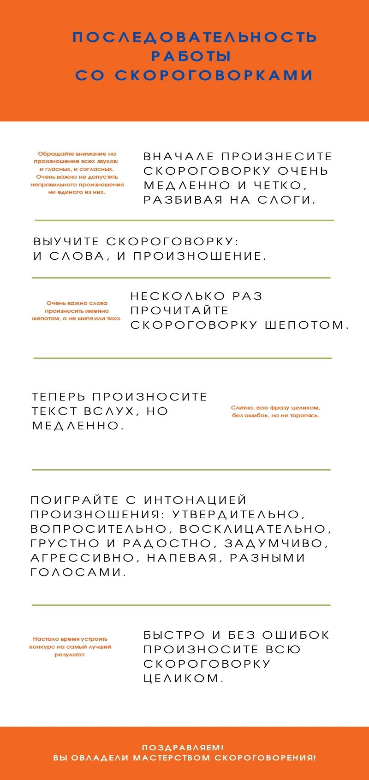 ПОСЛЕДОВАТЕЛЬНОСТЬ
РАБОТЫ
СО СКОРОГОВОРКАМИ
Обращайте внимание на
произношение всех звуков:
и гласных, и согласных.
Очень важно не допустить
неправильного произношения
ни единого из них.
ВНАЧАЛЕ ПРОИЗНЕСИТЕ
СКОРОГОВОРКУ ОЧЕНЬ
МЕДЛЕННО И ЧЕТКО,
РАЗБИВАЯ НА СЛОГИ.
ВЫУЧИТЕ СКОРОГОВОРКУ:
И СЛОВА, И ПРОИЗНОШЕНИЕ.
Очень важно слова
произносить именно
шепотом, а не шипя или тихо.
НЕСКОЛЬКО РАЗ
ПРОЧИТАЙТЕ
СКОРОГОВОРКУ ШЕПОТОМ.
ТЕПЕРЬ ПРОИЗНОСИТЕ
ТЕКСТ ВСЛУХ, НО
МЕДЛЕННО.
Слитно, всю фразу целиком,
без ошибок, но не торопясь.
ПОИГРАЙТЕ С ИНТОНАЦИЕЙ
ПРОИЗНОШЕНИЯ: УТВЕРДИТЕЛЬНО,
ВОПРОСИТЕЛЬНО, ВОСКЛИЦАТЕЛЬНО,
ГРУСТНО И РАДОСТНО, ЗАДУМЧИВО,
АГРЕССИВНО, НАПЕВАЯ, РАЗНЫМИ
ГОЛОСАМИ.
Настало время устроить
конкурс на самый лучший
результат.
БЫСТРО И БЕЗ ОШИБОК
ПРОИЗНОСИТЕ ВСЮ
СКОРОГОВОРКУ
ЦЕЛИКОМ.
ПОЗДРАВЛЯЕМ!
ВЫ ОВЛАДЕЛИ МАСТЕРСТВОМ СКОРОГОВОРЕНИЯ!